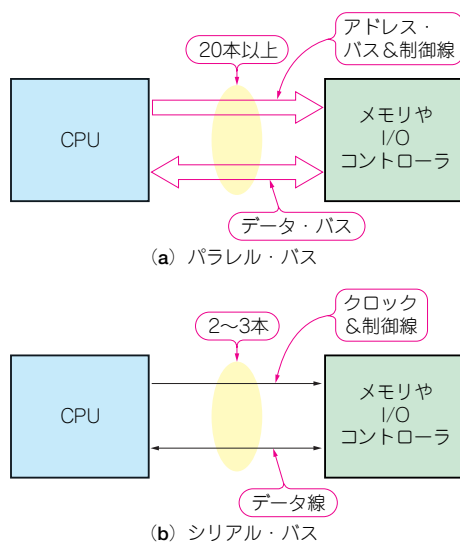 20本以上
アドレス・
バス&制御線
CPU
メモリや
I/O
コントローラ
データ・バス
(a) パラレル・バス
2〜3本
クロック
&制御線
CPU
メモリや
I/O
コントローラ
データ線
(b) シリアル・バス